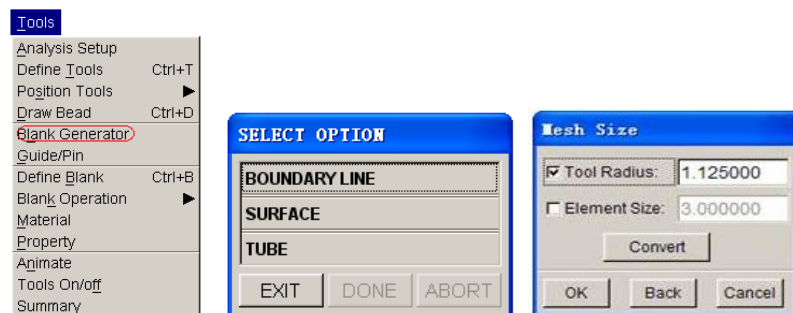 Tools
Analysis Setup
Define Tools Ctrl+T
Position Tools
Draw Bead Ctrl+D
Blank Generator
Guide/Pin
Define Blank Ctrl+B
Blank Operation
Material
Property
Animate
Tools On/off
Summary
SELECT OPTION
BOUNDARY LINE
SURFACE
TUBE
EXIT DONE ABORT
Mesh Size
Tool Radius: 1.125000
Element Size: 3.000000
Convert
OK Back Cancel